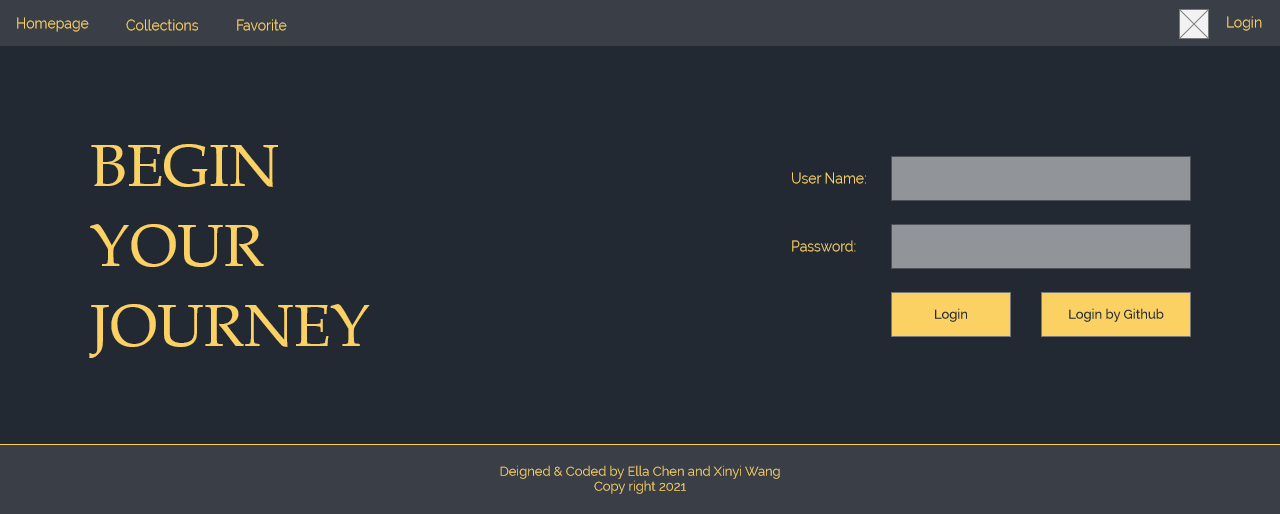 Homepage
Collections
Favorite
Login
BEGIN
YOUR
JOURNEY
User Name:
Password:
Login
Login by Github
Deigned & Coded by Ella Chen and Xinyi Wang
Copy right 2021